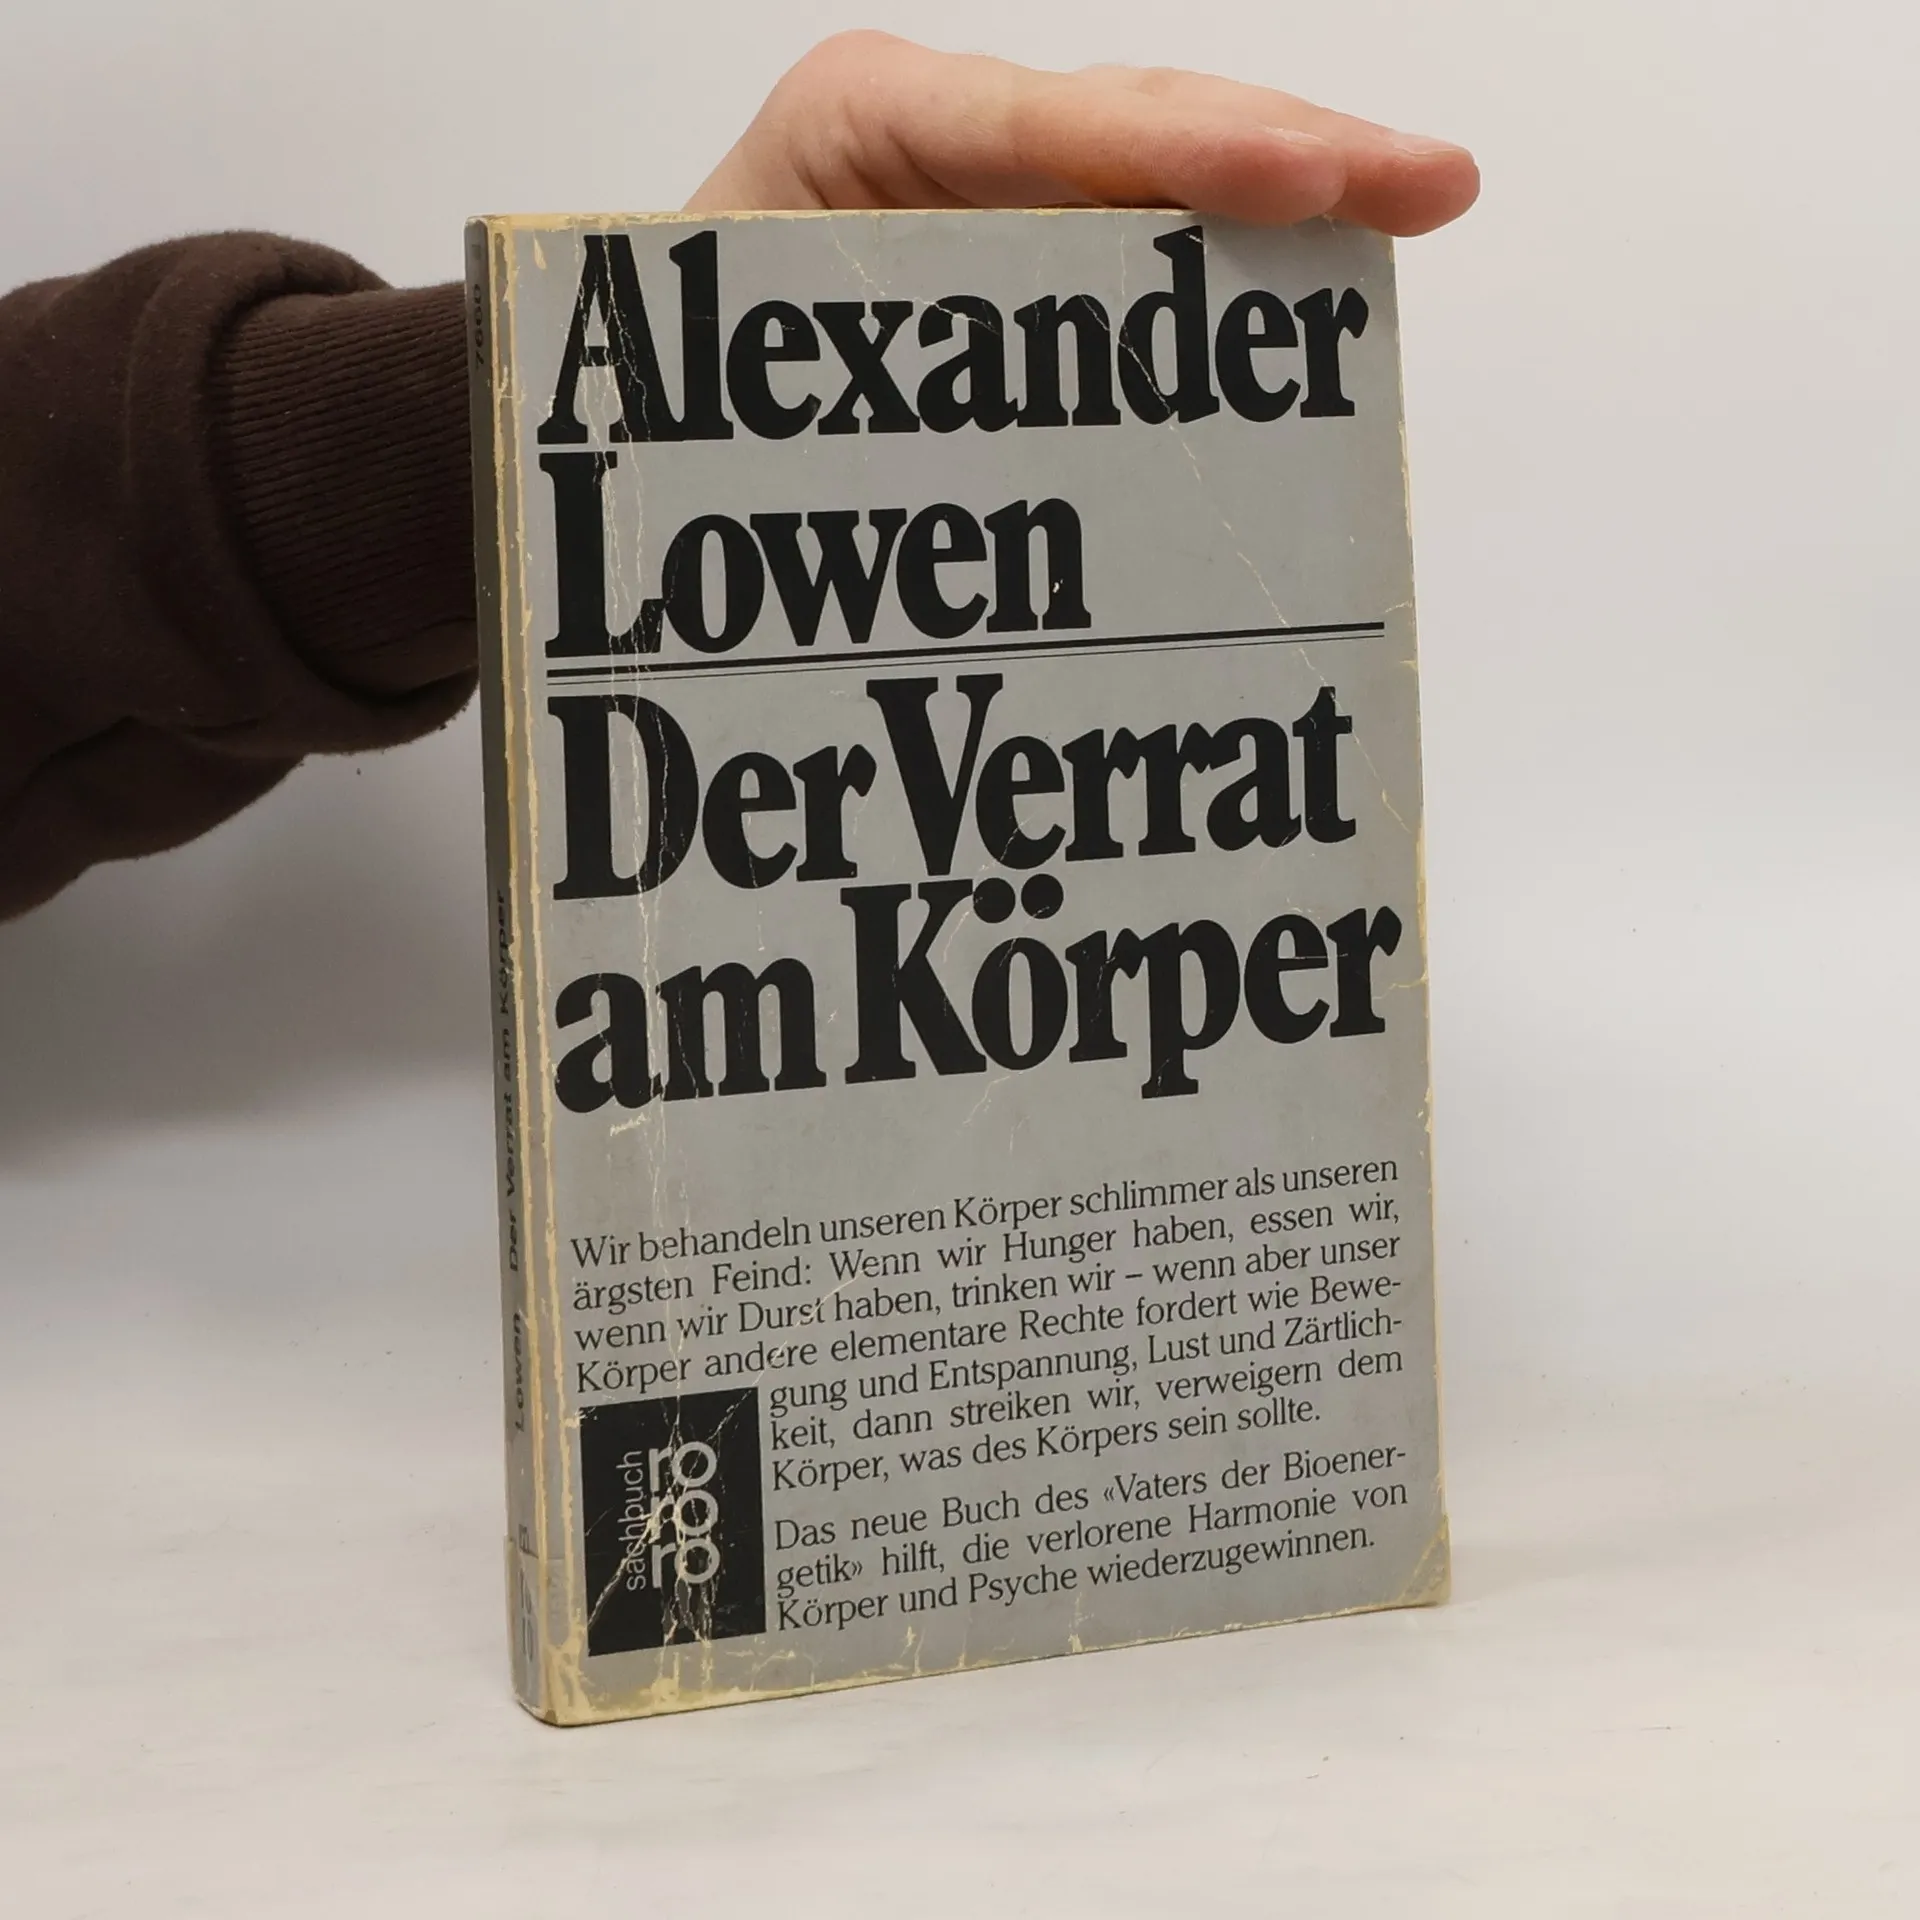 Alexander
Lowen
Der Verrat
am Körper
Wir behandeln unseren Körper schlimmer als unseren
ärgsten Feind: Wenn wir Hunger haben, essen wir,
wenn wir Durst haben, trinken wir – wenn aber unser
Körper andere elementare Rechte fordert wie Bewe-
gung und Entspannung, Lust und Zärtlich-
keit, dann streiken wir, verweigern dem
Körper, was des Körpers sein sollte.
Das neue Buch des «Vaters der Bioener-
getik» hilft, die verlorene Harmonie von
Körper und Psyche wiederzugewinnen.
sachbuch
ro
ro
ro
Lowen Der Verrat am Körper
7660